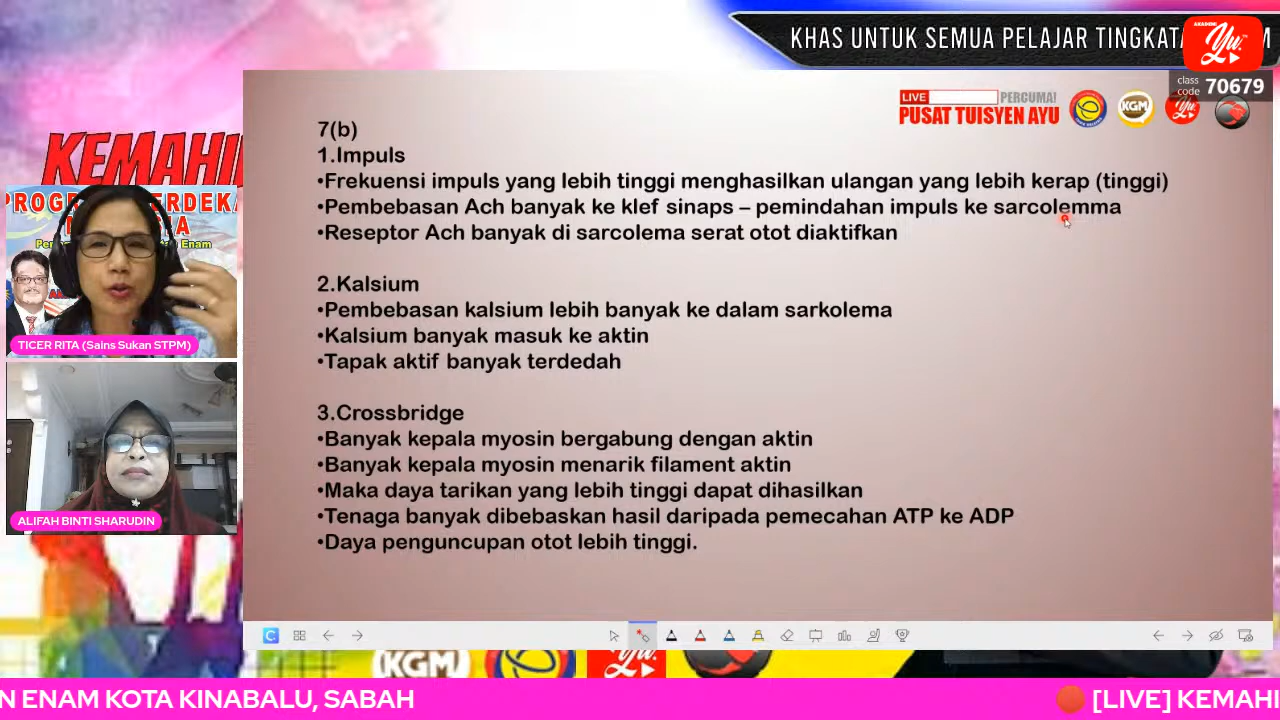 KHAS UNTUK SEMUA PELAJAR TINGKATA
AKADEMI
Yu.
class
code 70679
LIVE PERCUMA!
PUSAT TUISYEN AYU
KGM
Yu.
KEMAHI
7(b)
1.Impuls
•Frekuensi impuls yang lebih tinggi menghasilkan ulangan yang lebih kerap (tinggi)
•Pembebasan Ach banyak ke klef sinaps – pemindahan impuls ke sarcolemma
•Reseptor Ach banyak di sarcolema serat otot diaktifkan
2.Kalsium
•Pembebasan kalsium lebih banyak ke dalam sarkolema
•Kalsium banyak masuk ke aktin
•Tapak aktif banyak terdedah
3.Crossbridge
•Banyak kepala myosin bergabung dengan aktin
•Banyak kepala myosin menarik filament aktin
•Maka daya tarikan yang lebih tinggi dapat dihasilkan
•Tenaga banyak dibebaskan hasil daripada pemecahan ATP ke ADP
•Daya penguncupan otot lebih tinggi.
TICER RITA (Sains Sukan STPM)
ALIFAH BINTI SHARUDIN
KGM
Yu.
N ENAM KOTA KINABALU, SABAH
[LIVE] KEMAHI